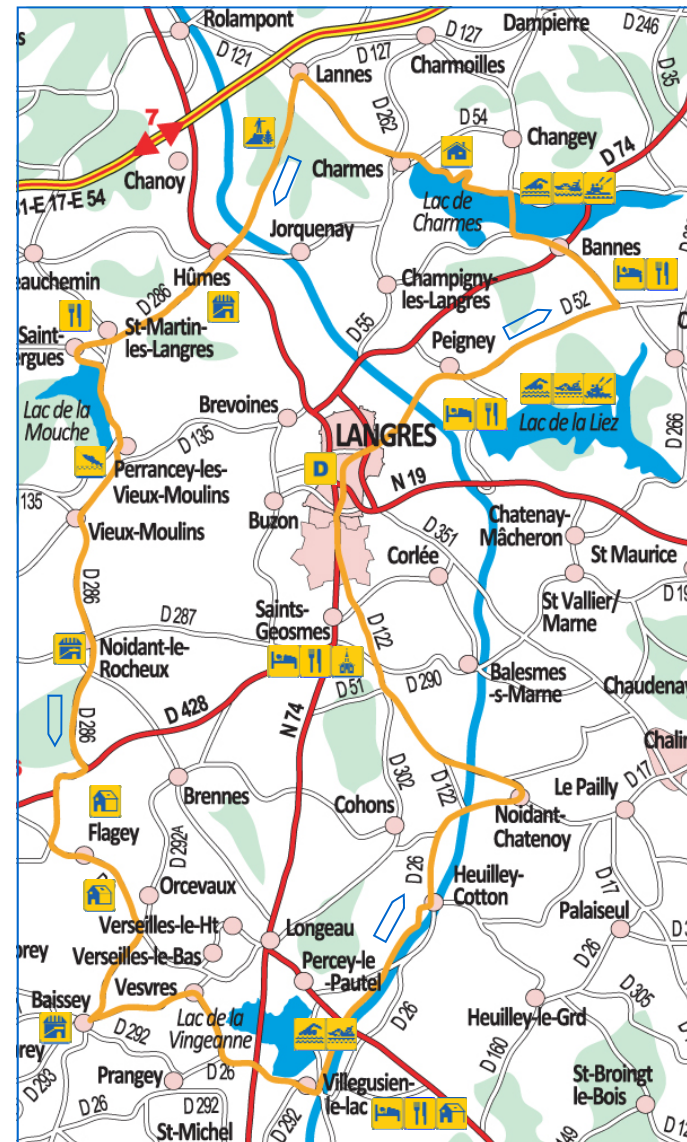 Rolampont
Dampierre
D 246
D 121
D 127
D 127
Lannes
Charmoilles
D 35
7
D 262
D 54
Changey
D 74
Chanoy
Charmes
Lac de
Charmes
E 17-E 54
Jorquenay
Bannes
eauchemin
Hûmes
Champigny-
les-Langres
D 286
D 52
Saint-
ergues
St-Martin-
les-Langres
D 55
Peigney
Lac de la
Mouche
Brevoines
LANGRES
Lac de la Liez
D 266
D 135
Perrancey-les-
Vieux-Moulins
D
N 19
135
Vieux-Moulins
Buzon
D 351
Chatenay-
Mâcheron
Corlée
St Maurice
D 286
D 287
Saints-
Geosmes
D 122
St Vallier/
Marne
D 19
Noidant-le-
Rocheux
Balesmes
-s-Marne
D 51
D 290
Chaudenay
D 428
N 74
D 286
Chalin
D 302
D 122
Le Pailly
D 17
Brennes
Cohons
Noidant-
Chatenoy
Flagey
D 292A
D 26
Heuilley-
Cotton
D 17
Orcevaux
Palaiseul
Verseilles-le-Ht
Longeau
D 26
Verseilles-le-Bas
Percey-le
-Pautel
D 305
Vesvres
Baissey
Lac de la
Vingeanne
D 26
Heuilley-le-Grd
D 292
D 160
D 293
Prangey
D 26
Villegusien-
le-lac
St-Broingt
le-Bois
D 26
D 292
D 292
St-Michel
149
D 12